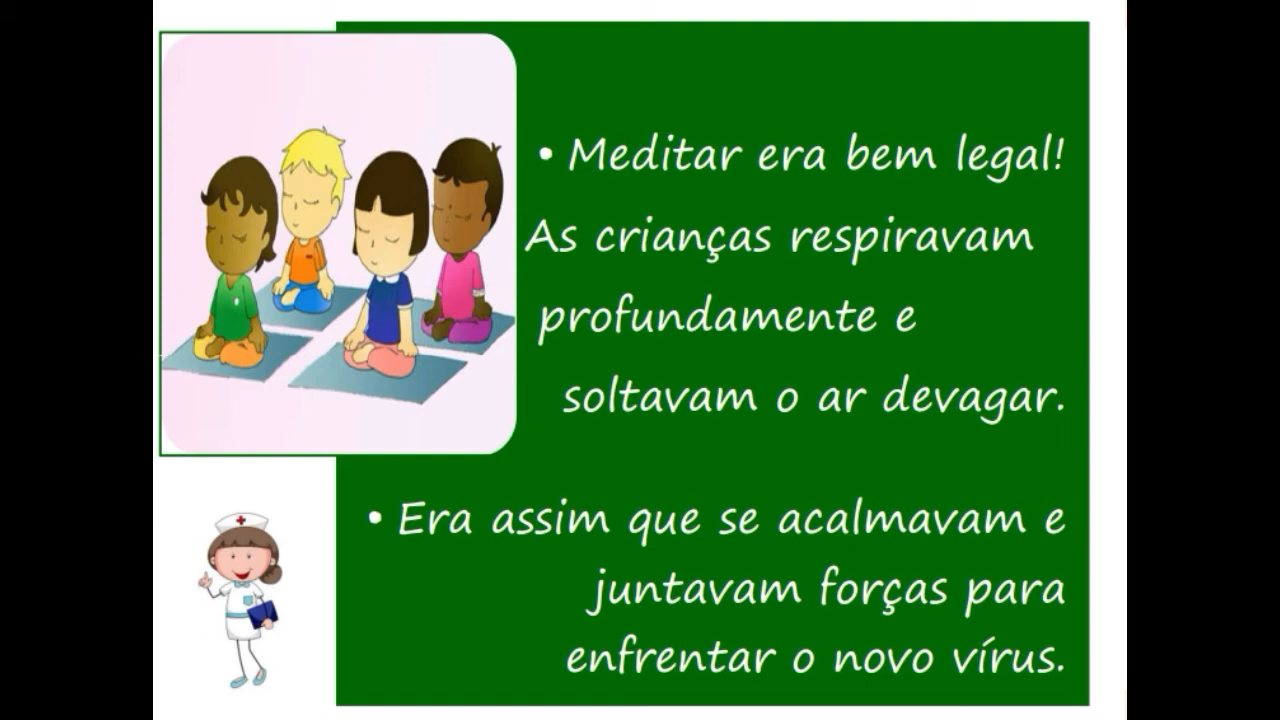 • Meditar era bem legal!
As crianças respiravam
profundamente e
soltavam o ar devagar.
• Era assim que se acalmavam e
juntavam forças para
enfrentar o novo vírus.